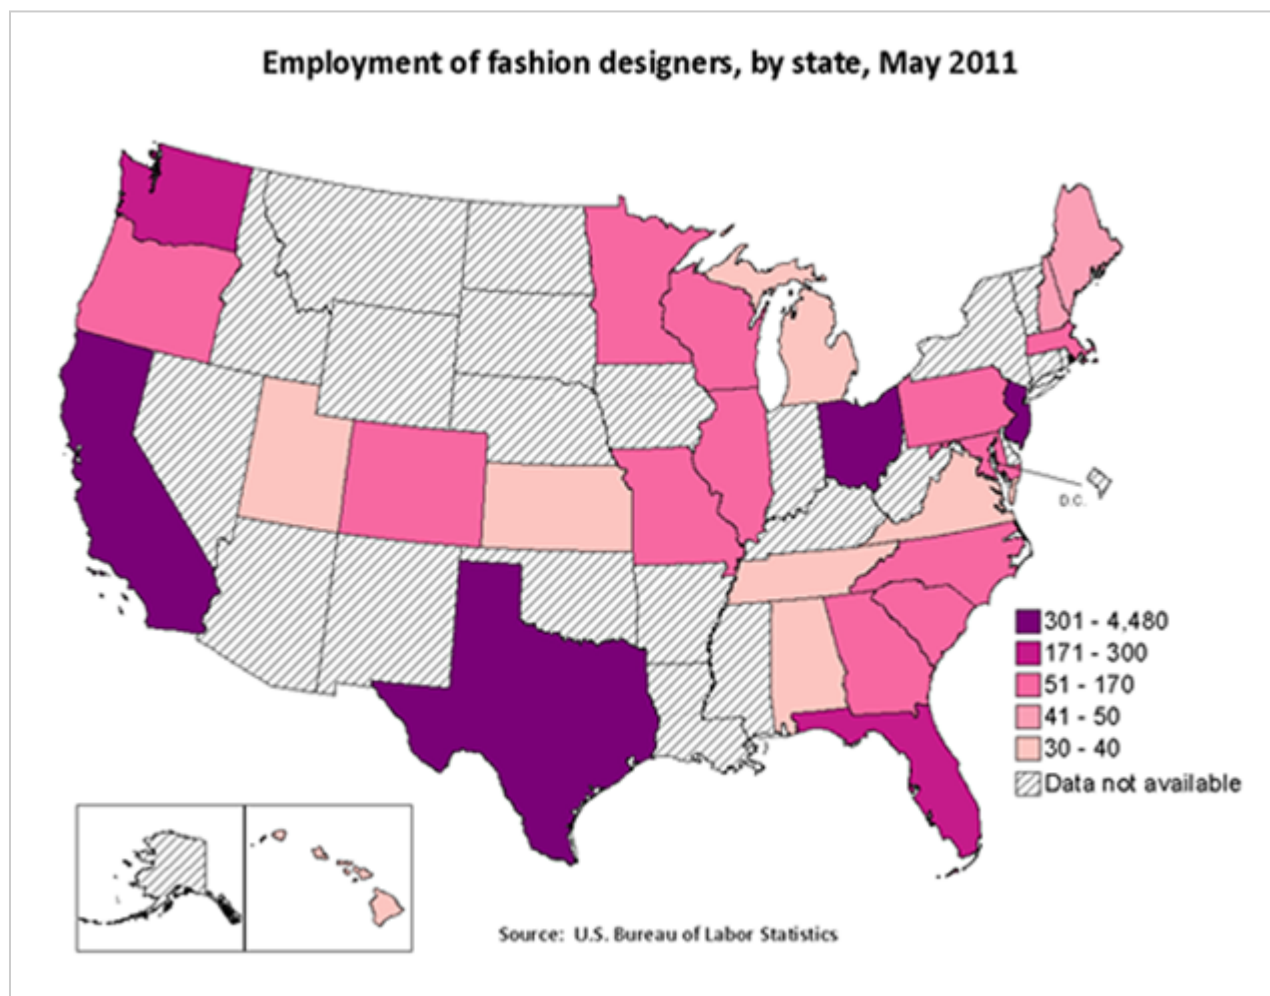 Employment of fashion designers, by state, May 2011
D.C.
301 - 4,480
171 - 300
51 - 170
41 - 50
30 - 40
Data not available
Source: U.S. Bureau of Labor Statistics